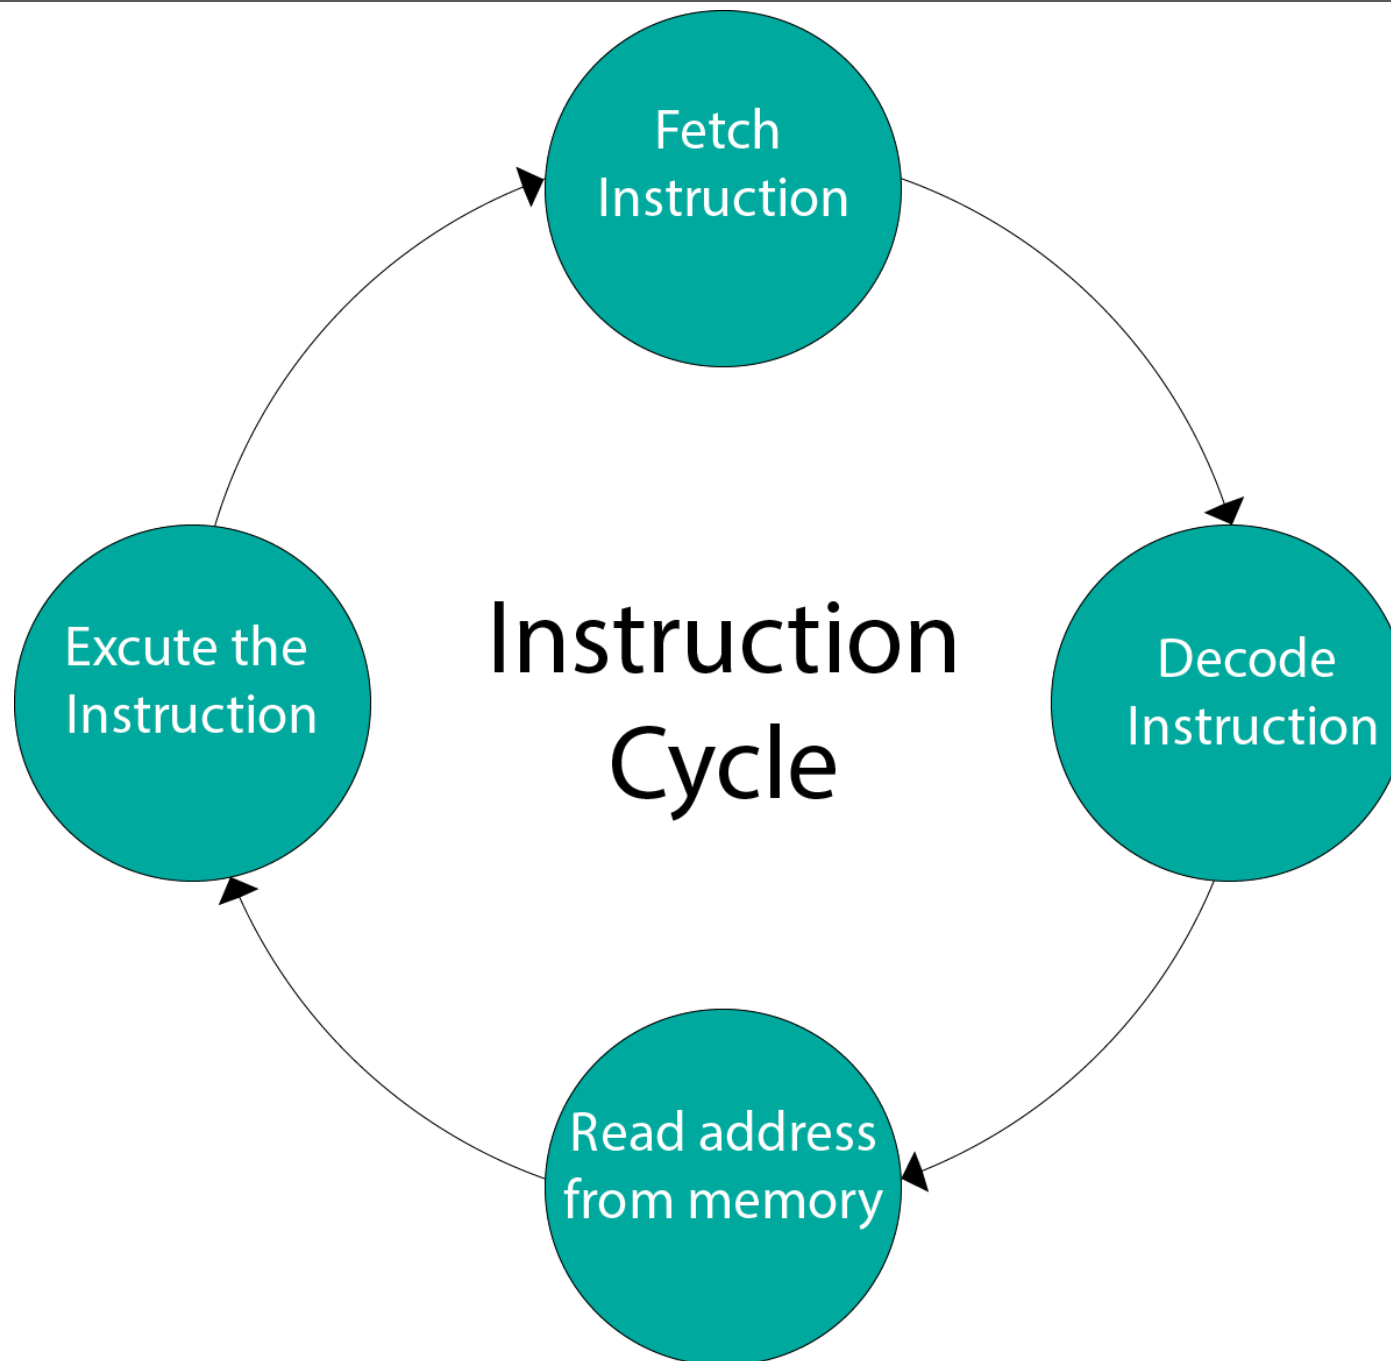 Fetch
Instruction
Decode
Instruction
Read address
from memory
Excute the
Instruction
Instruction
Cycle